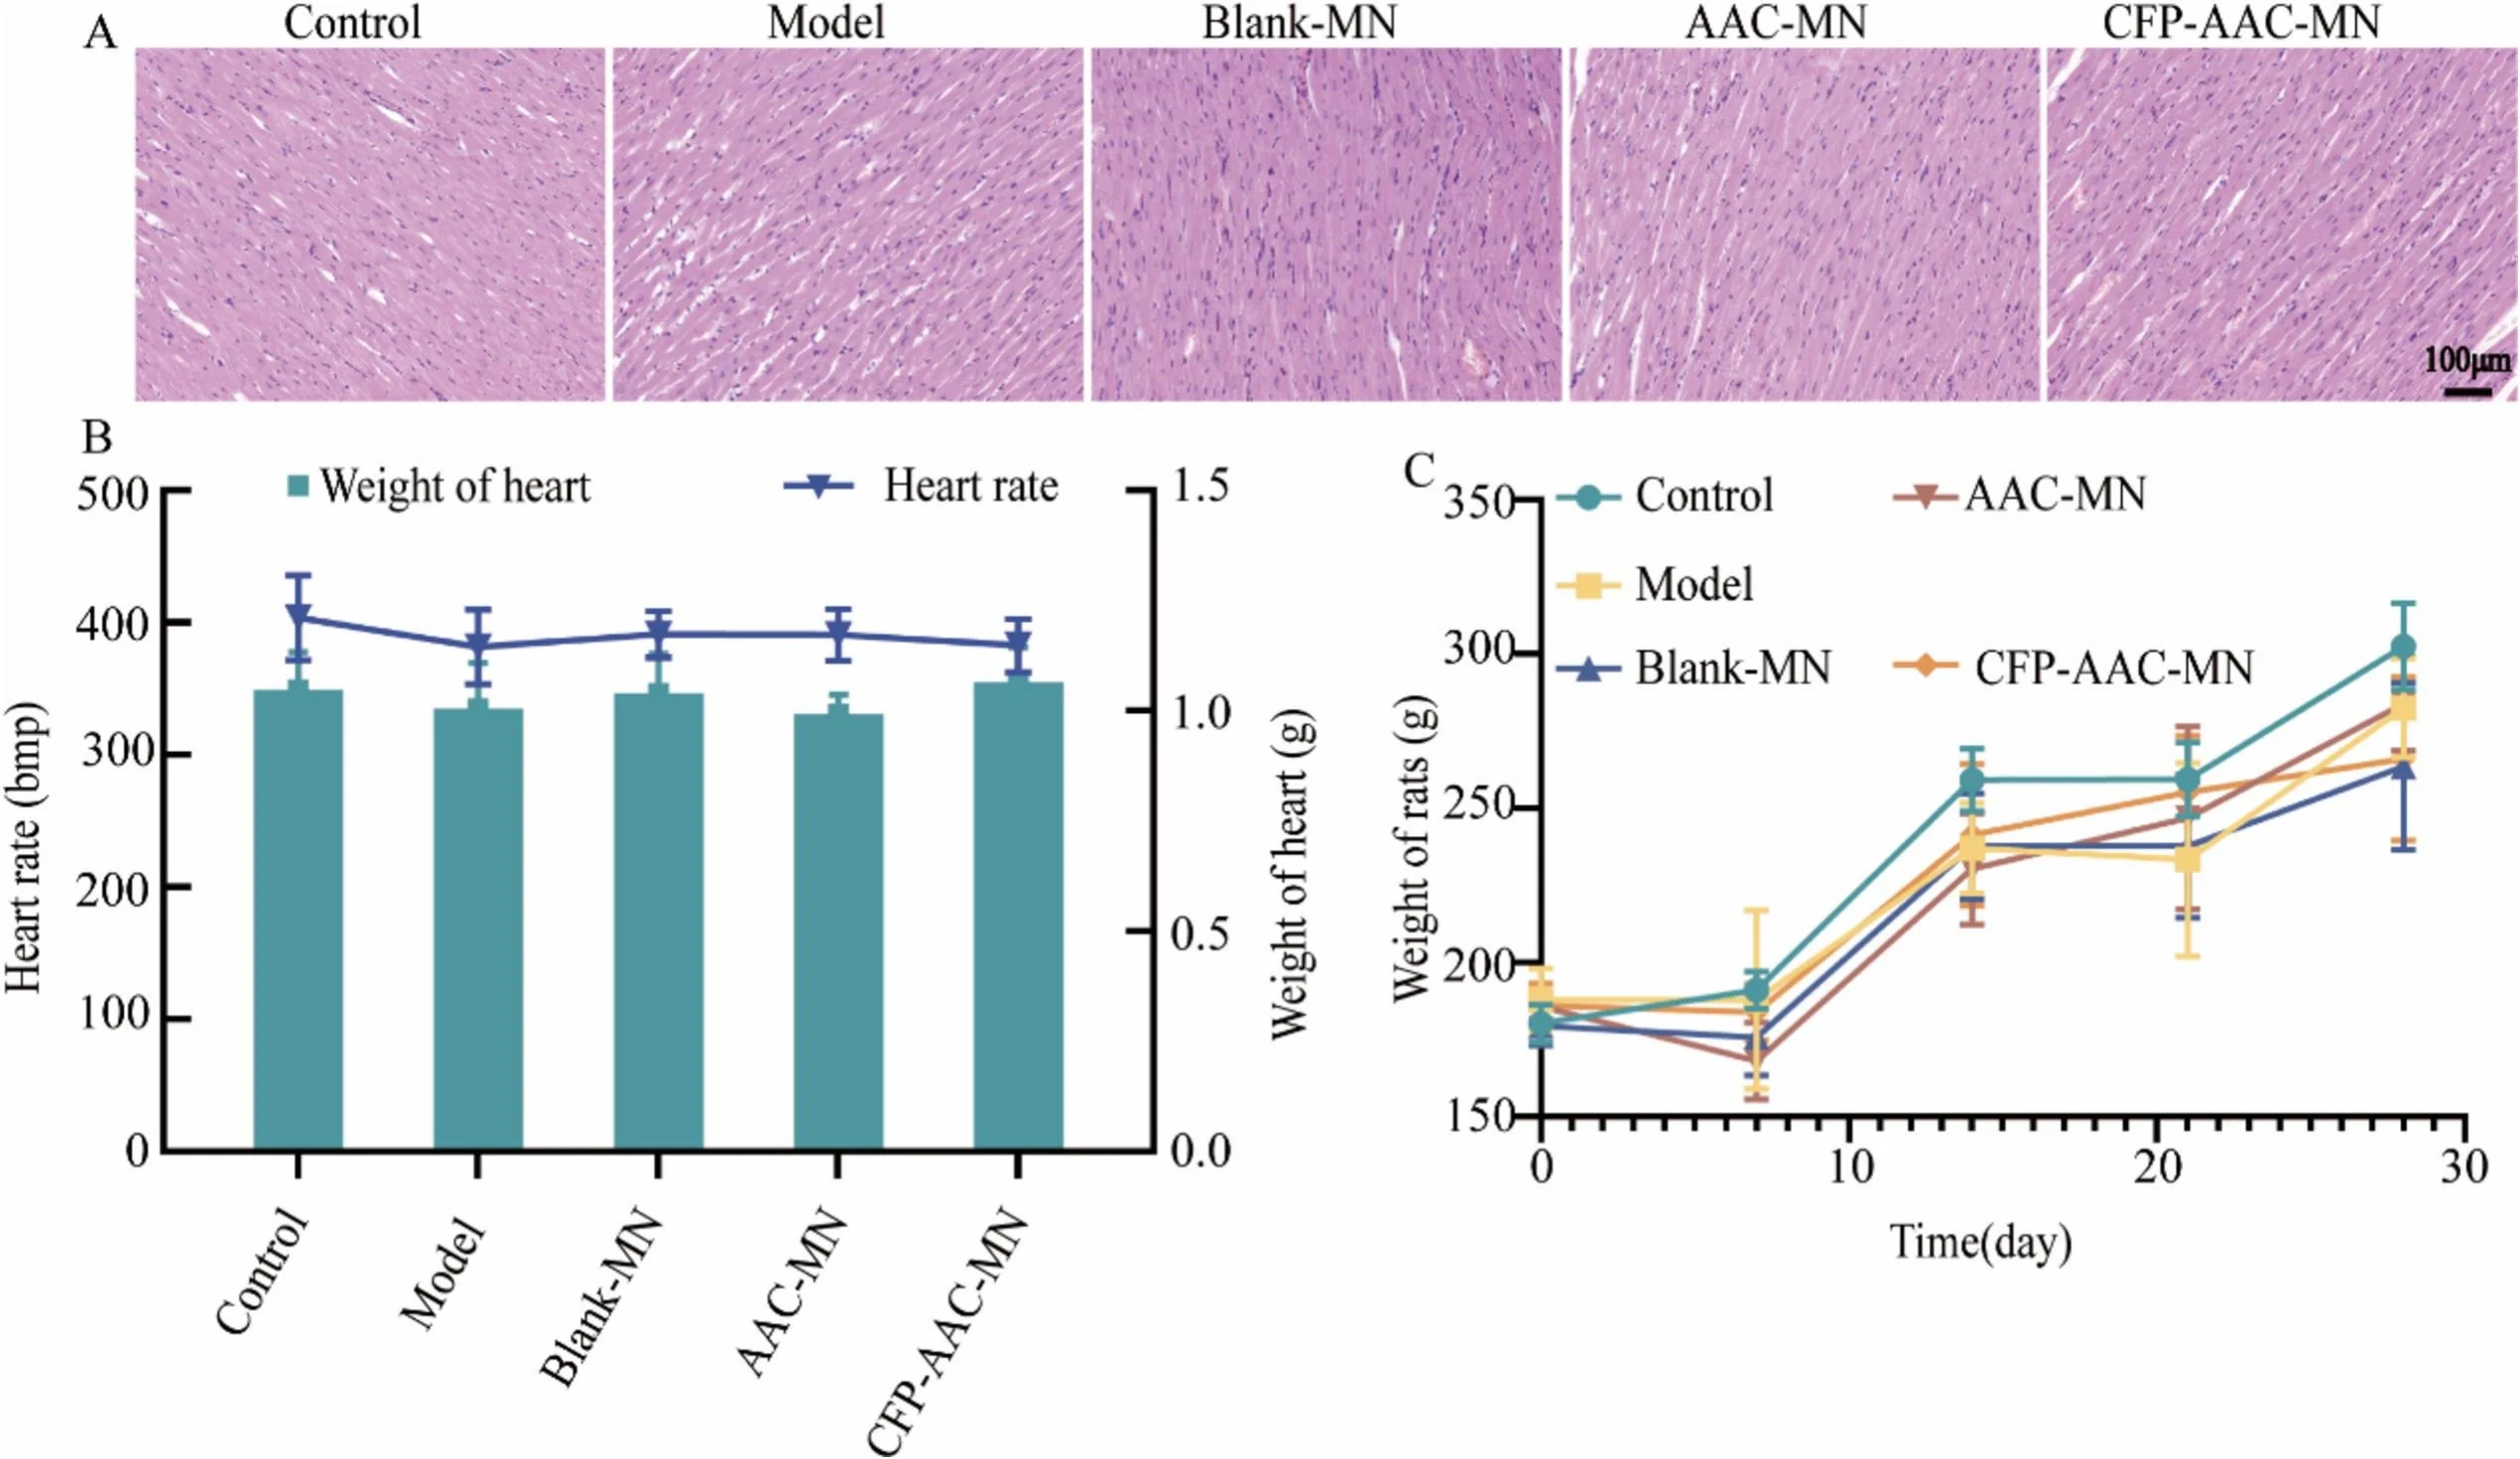 A
Control
Model
Blank-MN
AAC-MN
CFP-AAC-MN
100μm
B
Weight of heart
Heart rate
500
400
300
200
100
0
Heart rate (bmp)
1.5
1.0
0.5
0.0
Weight of heart (g)
Control
Model
Blank-MN
AAC-MN
CFP-AAC-MN
C
Control
AAC-MN
Model
Blank-MN
CFP-AAC-MN
350
300
250
200
150
Weight of rats (g)
0
10
20
30
Time(day)